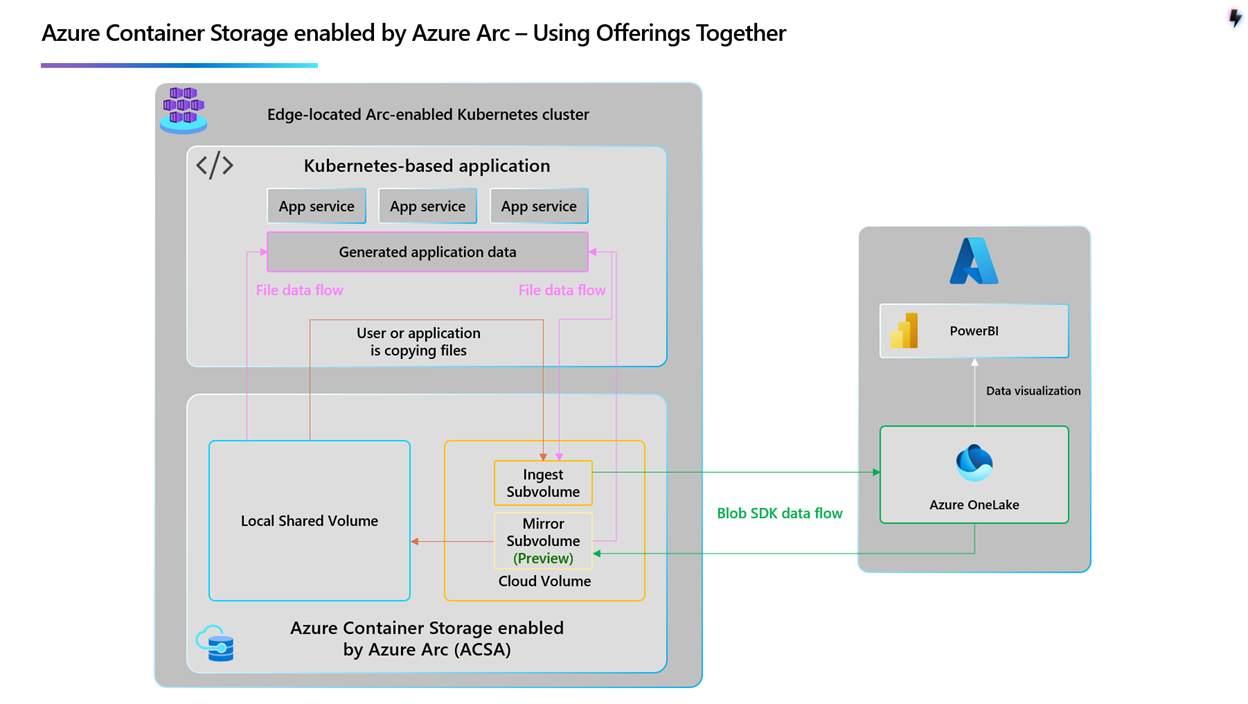 Azure Container Storage enabled by Azure Arc – Using Offerings Together
Edge-located Arc-enabled Kubernetes cluster
</>
Kubernetes-based application
App service
App service
App service
Generated application data
File data flow
File data flow
User or application
is copying files
Local Shared Volume
Ingest
Subvolume
Mirror
Subvolume
(Preview)
Cloud Volume
Azure Container Storage enabled
by Azure Arc (ACSA)
Blob SDK data flow
PowerBI
Data visualization
Azure OneLake